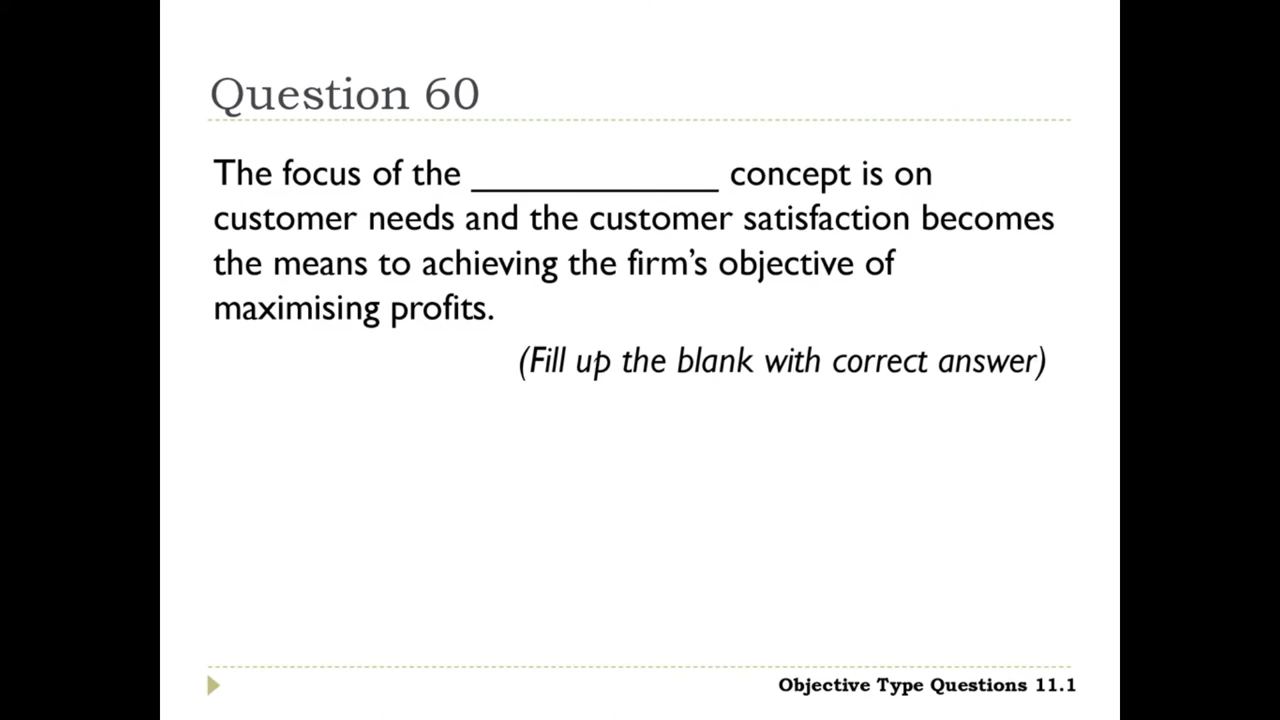 Question 60
The focus of the ______________ concept is on
customer needs and the customer satisfaction becomes
the means to achieving the firm’s objective of
maximising profits.
(Fill up the blank with correct answer)
Objective Type Questions 11.1